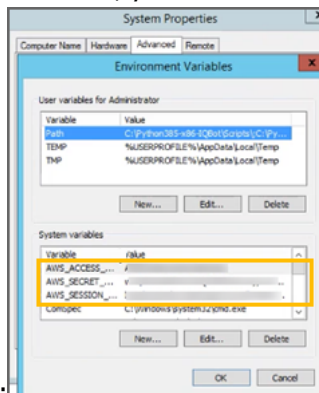 System Properties
Computer Name Hardware Advanced Remote
Environment Variables
x
User variables for Administrator
Variable Value
Path C:\Python385-x86-IQBot\Scripts\;C:\Py...
TEMP %USERPROFILE%\AppData\Local\Temp
TMP %USERPROFILE%\AppData\Local\Temp
New... Edit... Delete
System variables
Variable Value
AWS_ACCESS_...
AWS_SECRET_...
AWS_SESSION_...
ComSpec C:\Windows\system32\cmd.exe
New... Edit... Delete
OK Cancel